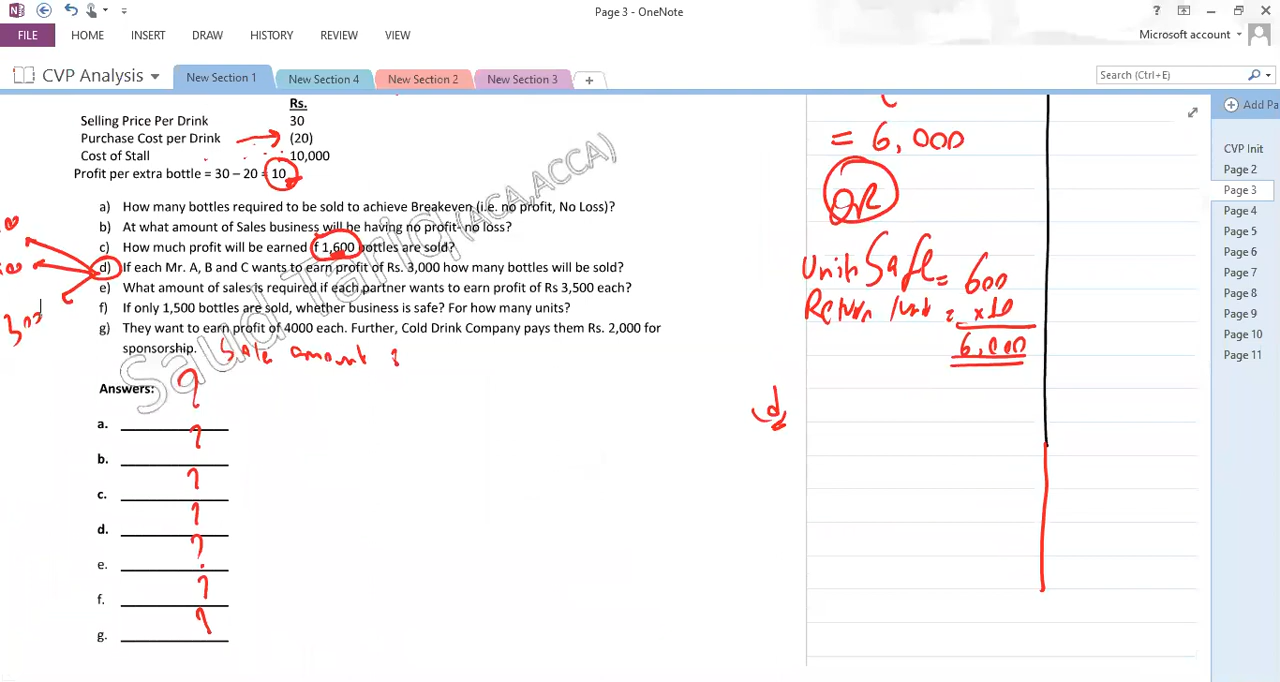 Page 3 - OneNote
FILE HOME INSERT DRAW HISTORY REVIEW VIEW
Microsoft account
CVP Analysis New Section 1 New Section 4 New Section 2 New Section 3
Search (Ctrl+E)
Add Pa
CVP Init
Page 2
Page 3
Page 4
Page 5
Page 6
Page 7
Page 8
Page 9
Page 10
Page 11
Rs.
Selling Price Per Drink 30
Purchase Cost per Drink (20)
Cost of Stall 10,000
Profit per extra bottle = 30 – 20 = 10
a) How many bottles required to be sold to achieve Breakeven (i.e. no profit, No Loss)?
b) At what amount of Sales business will be having no profit- no loss?
c) How much profit will be earned if 1,600 bottles are sold?
d) If each Mr. A, B and C wants to earn profit of Rs. 3,000 how many bottles will be sold?
e) What amount of sales is required if each partner wants to earn profit of Rs 3,500 each?
f) If only 1,500 bottles are sold, whether business is safe? For how many units?
g) They want to earn profit of 4000 each. Further, Cold Drink Company pays them Rs. 2,000 for
sponsorship. Sale amount ?
Answers: ?
a. ?
b. ?
c. ?
d. ?
e. ?
f. ?
g.
Saud Tariq (ACA,ACCA)
= 6,000
OR
Units Safe = 600
Return / unit = x10
6,000
d